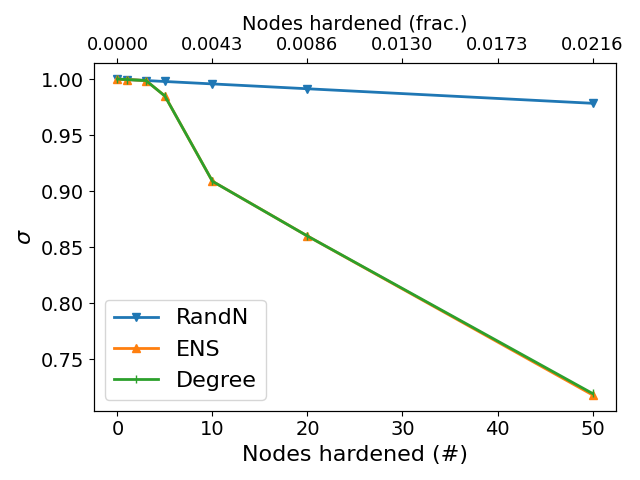 Nodes hardened (frac.)
0.0000 0.0043 0.0086 0.0130 0.0173 0.0216
1.00
0.95
0.90
0.85
0.80
0.75
σ
RandN
ENS
Degree
0 10 20 30 40 50
Nodes hardened (#)